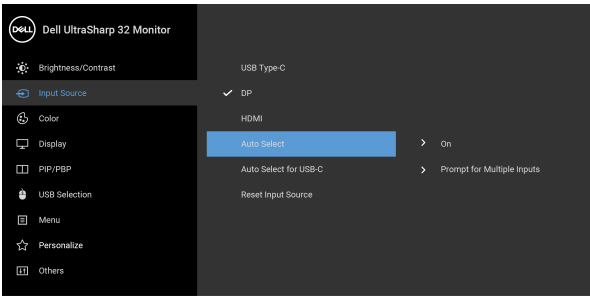 DELL Dell UltraSharp 32 Monitor
Brightness/Contrast
USB Type-C
Input Source
DP
Color
HDMI
Display
Auto Select
On
PIP/PBP
Auto Select for USB-C
Prompt for Multiple Inputs
USB Selection
Reset Input Source
Menu
Personalize
Others